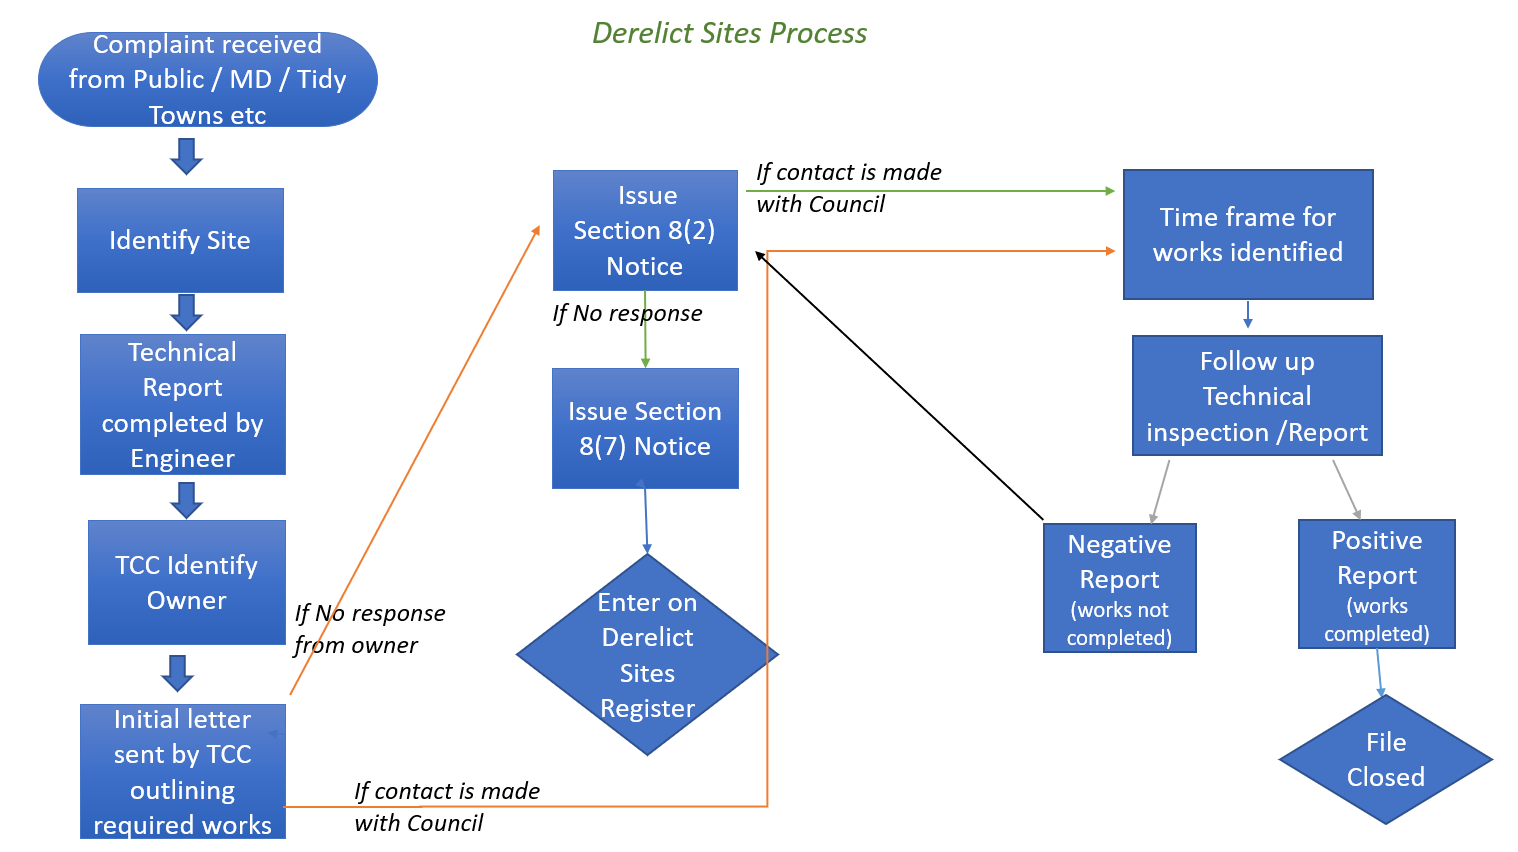 Derelict Sites Process
Complaint received
from Public / MD / Tidy
Towns etc
Identify Site
Technical
Report
completed by
Engineer
TCC Identify
Owner
Initial letter
sent by TCC
outlining
required works
If No response
from owner
If contact is made
with Council
Issue
Section 8(2)
Notice
If No response
Issue Section
8(7) Notice
Enter on
Derelict
Sites
Register
If contact is made
with Council
Time frame for
works identified
Follow up
Technical
inspection /Report
Negative
Report
(works not
completed)
Positive
Report
(works
completed)
File
Closed